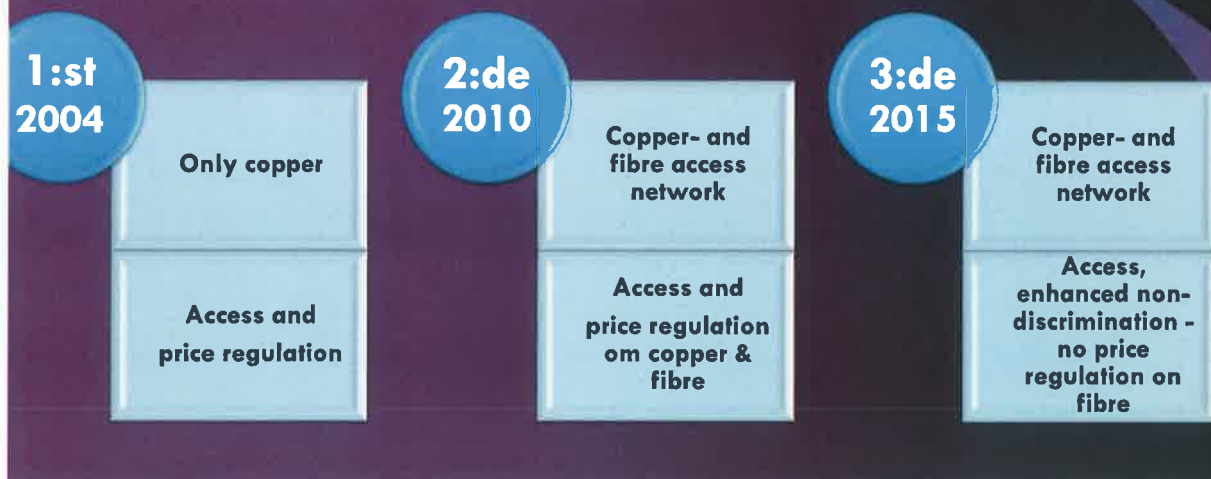 1:st
2004
Only copper
Access and
price regulation
2:de
2010
Copper- and
fibre access
network
Access and
price regulation
om copper &
fibre
3:de
2015
Copper- and
fibre access
network
Access,
enhanced non-
discrimination -
no price
regulation on
fibre